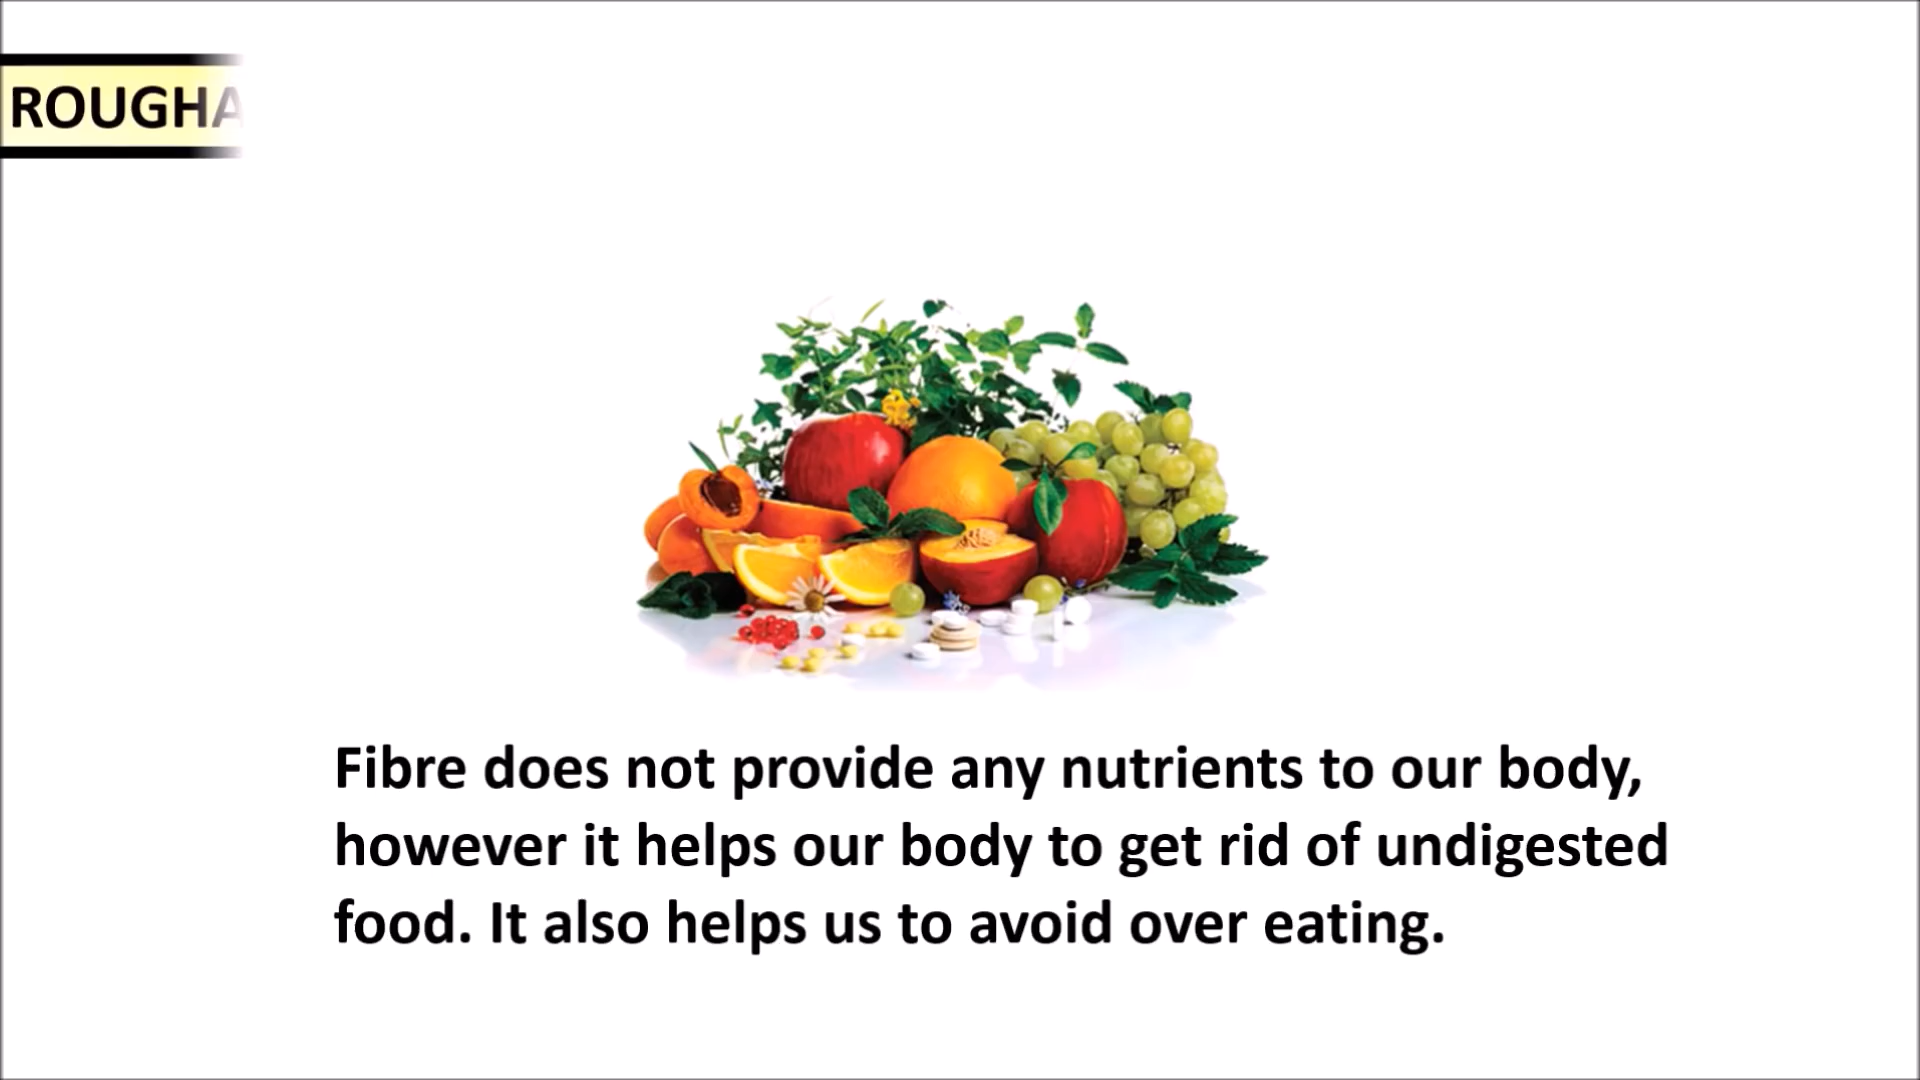 ROUGHA
Fibre does not provide any nutrients to our body,
however it helps our body to get rid of undigested
food. It also helps us to avoid over eating.